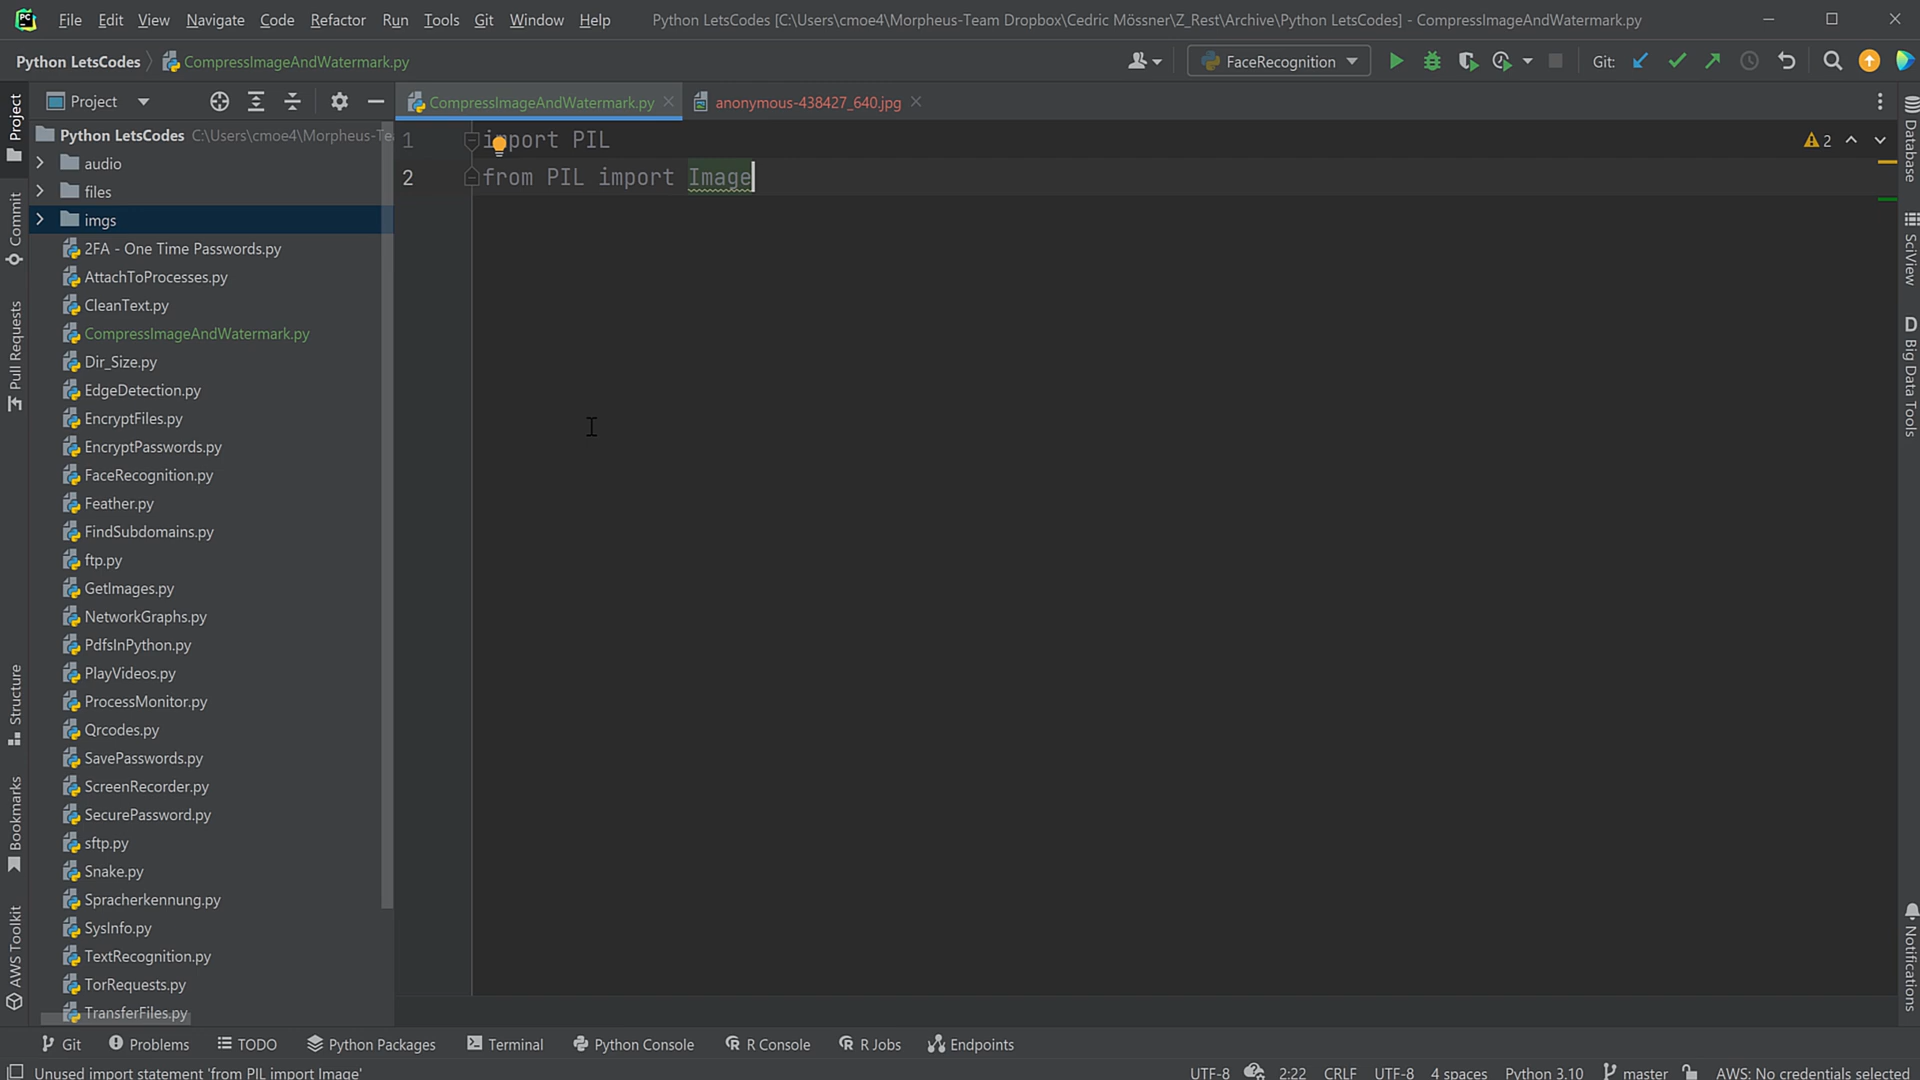 File Edit View Navigate Code Refactor Run Tools Git Window Help Python LetsCodes [C:\Users\cmoe4\Morpheus-Team Dropbox\Cedric Mössner\Z_Rest\Archive\Python LetsCodes] - CompressImageAndWatermark.py
Python LetsCodes CompressImageAndWatermark.py FaceRecognition Git:
Project CompressImageAndWatermark.py anonymous-438427_640.jpg
Python LetsCodes C:\Users\cmoe4\Morpheus-Te
audio
files
imgs
2FA - One Time Passwords.py
AttachToProcesses.py
CleanText.py
CompressImageAndWatermark.py
Dir_Size.py
EdgeDetection.py
EncryptFiles.py
EncryptPasswords.py
FaceRecognition.py
Feather.py
FindSubdomains.py
ftp.py
GetImages.py
NetworkGraphs.py
PdfsInPython.py
PlayVideos.py
ProcessMonitor.py
Qrcodes.py
SavePasswords.py
ScreenRecorder.py
SecurePassword.py
sftp.py
Snake.py
Spracherkennung.py
SysInfo.py
TextRecognition.py
TorRequests.py
TransferFiles.py
1 import PIL
2 from PIL import Image
2
Project
Commit
Pull Requests
Structure
Bookmarks
AWS Toolkit
Database
SciView
D Big Data Tools
Notifications
Git Problems TODO Python Packages Terminal Python Console R Console R Jobs Endpoints
Unused import statement 'from PIL import Image' UTF-8 2:22 CRLF UTF-8 4 spaces Python 3.10 master AWS: No credentials selected